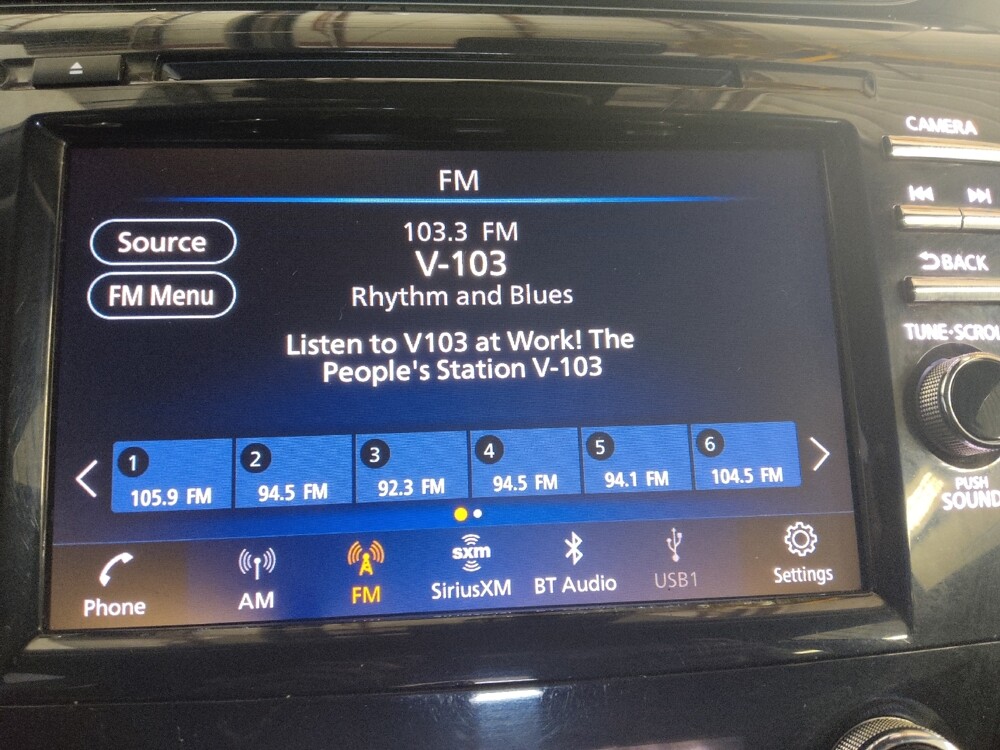 CAMERA
FM
Source
FM Menu
103.3 FM
V-103
Rhythm and Blues
Listen to V103 at Work! The
People's Station V-103
BACK
TUNE·SCROL
PUSH
SOUND
1 2 3 4 5 6
105.9 FM 94.5 FM 92.3 FM 94.5 FM 94.1 FM 104.5 FM
Phone AM FM sxm SiriusXM BT Audio USB1 Settings